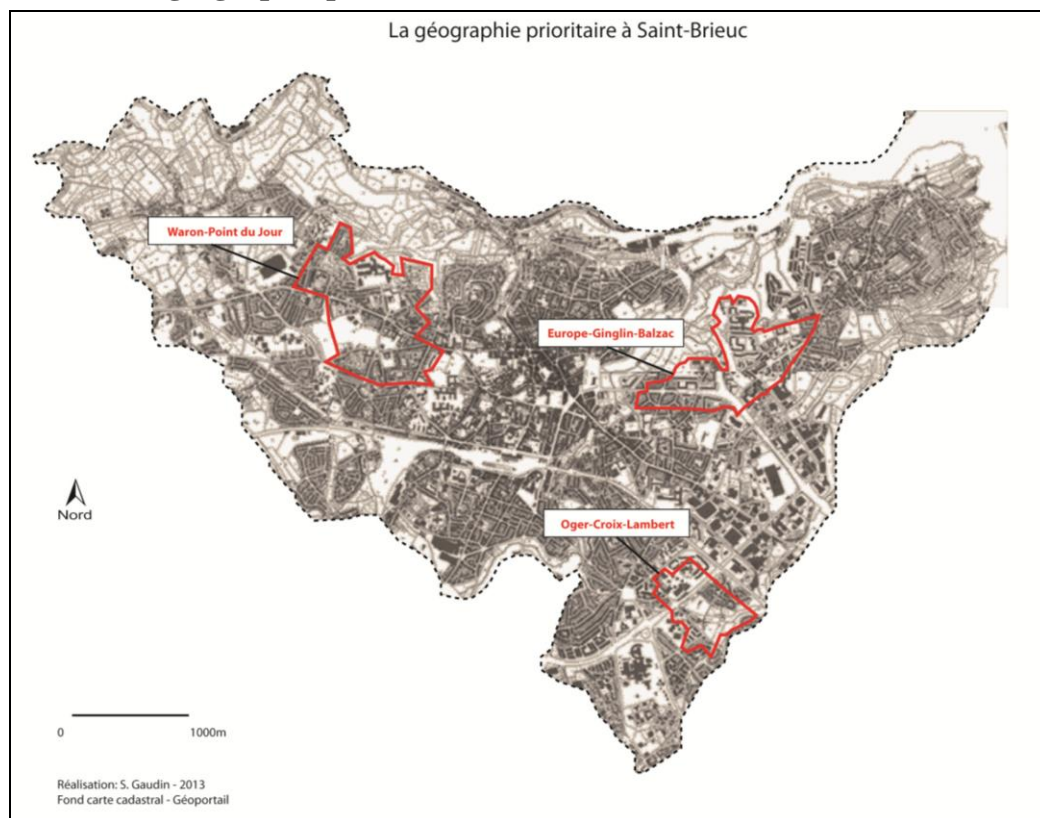 La géographie prioritaire à Saint-Brieuc
Waron-Point du Jour
Europe-Ginglin-Balzac
Oger-Croix-Lambert
Nord
0 1000m
Réalisation: S. Gaudin - 2013
Fond carte cadastral - Géoportail